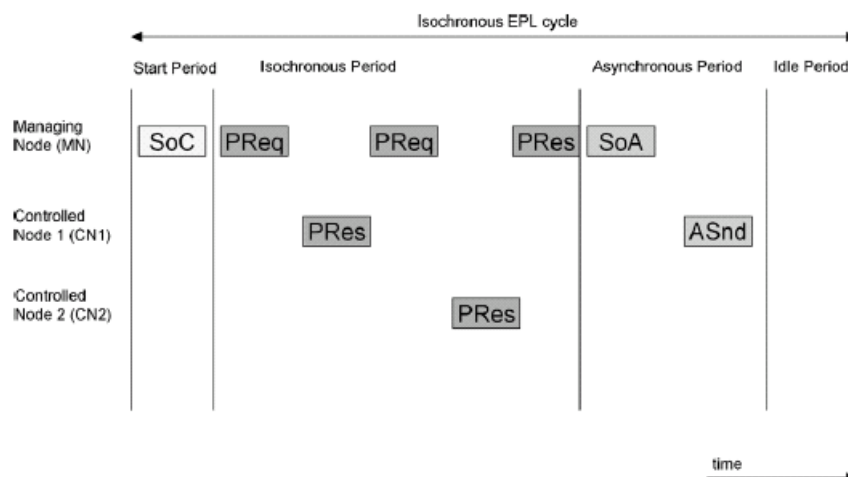 Isochronous EPL cycle
Start Period Isochronous Period Asynchronous Period Idle Period
Managing
Node (MN)
SoC PReq PReq PRes SoA
Controlled
Node 1 (CN1)
PRes ASnd
Controlled
Node 2 (CN2)
PRes
time